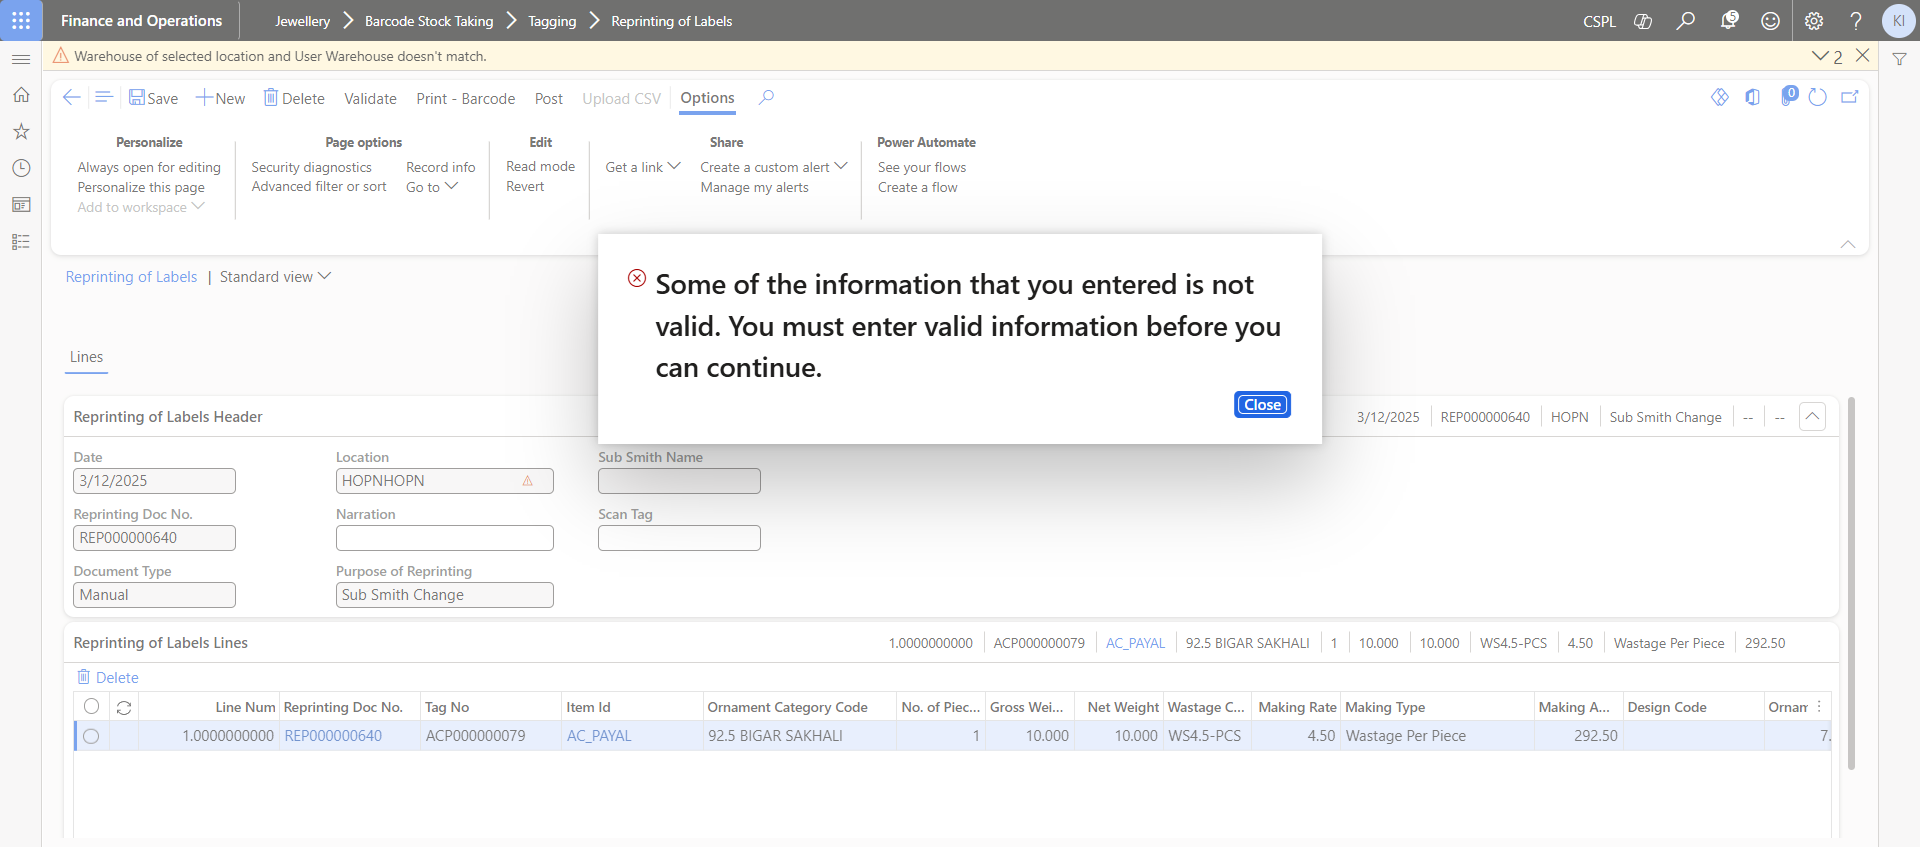 Finance and Operations
Jewellery
Barcode Stock Taking
Tagging
Reprinting of Labels
CSPL
5
KI
Warehouse of selected location and User Warehouse doesn't match.
2
Save
New
Delete
Validate
Print - Barcode
Post
Upload CSV
Options
0
Personalize
Page options
Edit
Share
Power Automate
Always open for editing
Security diagnostics
Record info
Read mode
Get a link
Create a custom alert
See your flows
Personalize this page
Advanced filter or sort
Go to
Revert
Manage my alerts
Create a flow
Add to workspace
Reprinting of Labels | Standard view
Some of the information that you entered is not
valid. You must enter valid information before you
can continue.
Close
Lines
Reprinting of Labels Header
3/12/2025
REP000000640
HOPN
Sub Smith Change
--
--
Date
Location
Sub Smith Name
3/12/2025
HOPNHOPN
Reprinting Doc No.
Narration
Scan Tag
REP000000640
Document Type
Purpose of Reprinting
Manual
Sub Smith Change
Reprinting of Labels Lines
1.0000000000
ACP000000079
AC_PAYAL
92.5 BIGAR SAKHALI
1
10.000
10.000
WS4.5-PCS
4.50
Wastage Per Piece
292.50
Delete
Line Num
Reprinting Doc No.
Tag No
Item Id
Ornament Category Code
No. of Piec...
Gross Wei...
Net Weight
Wastage C...
Making Rate
Making Type
Making A...
Design Code
Ornam
1.0000000000
REP000000640
ACP000000079
AC_PAYAL
92.5 BIGAR SAKHALI
1
10.000
10.000
WS4.5-PCS
4.50
Wastage Per Piece
292.50
7.